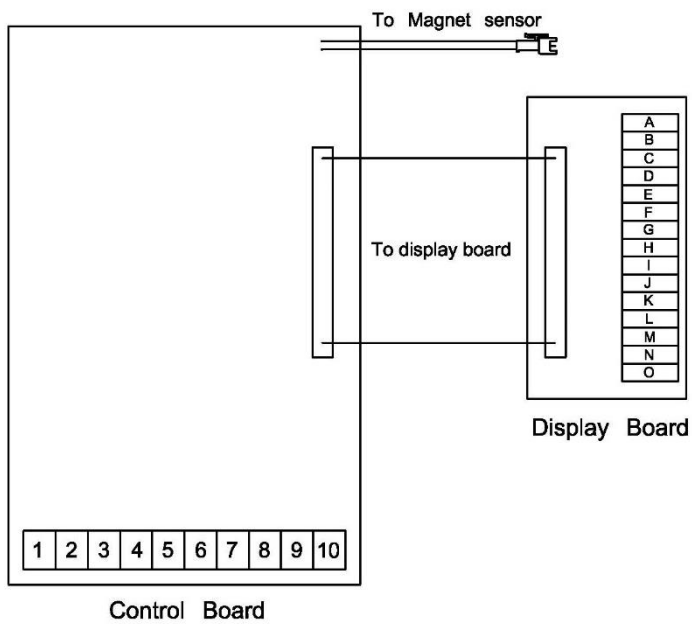 To Magnet sensor
A
B
C
D
E
F
G
H
I
J
K
L
M
N
O
To display board
Display Board
1 2 3 4 5 6 7 8 9 10
Control Board